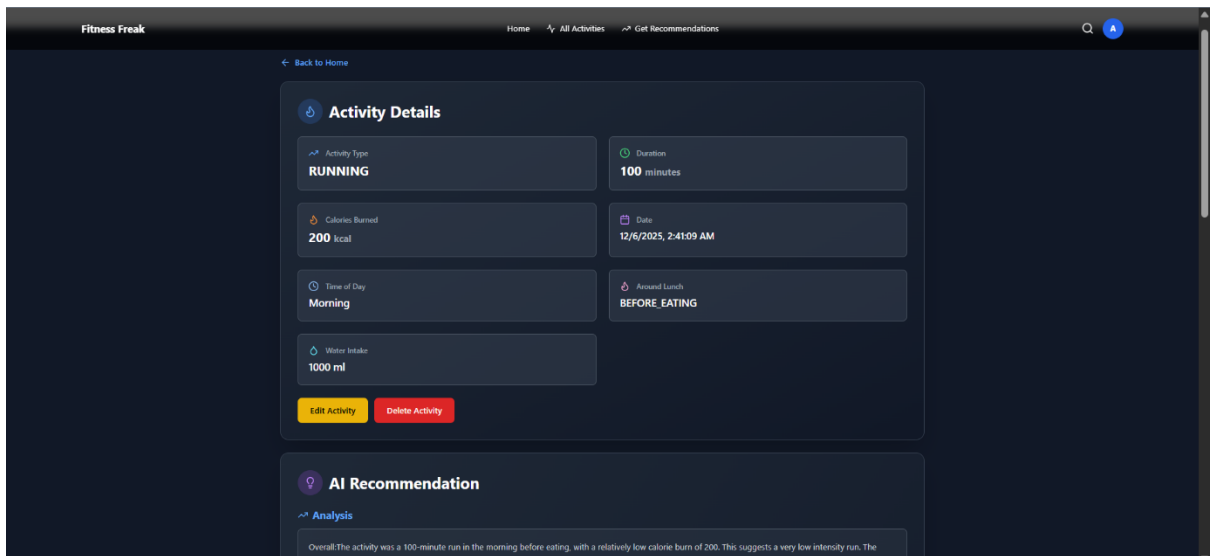 Fitness Freak
Home All Activities Get Recommendations
A
Back to Home
Activity Details
Activity Type
RUNNING
Duration
100 minutes
Calories Burned
200 kcal
Date
12/6/2025, 2:41:09 AM
Time of Day
Morning
Around Lunch
BEFORE_EATING
Water Intake
1000 ml
Edit Activity Delete Activity
AI Recommendation
Analysis
Overall:The activity was a 100-minute run in the morning before eating, with a relatively low calorie burn of 200. This suggests a very low intensity run. The